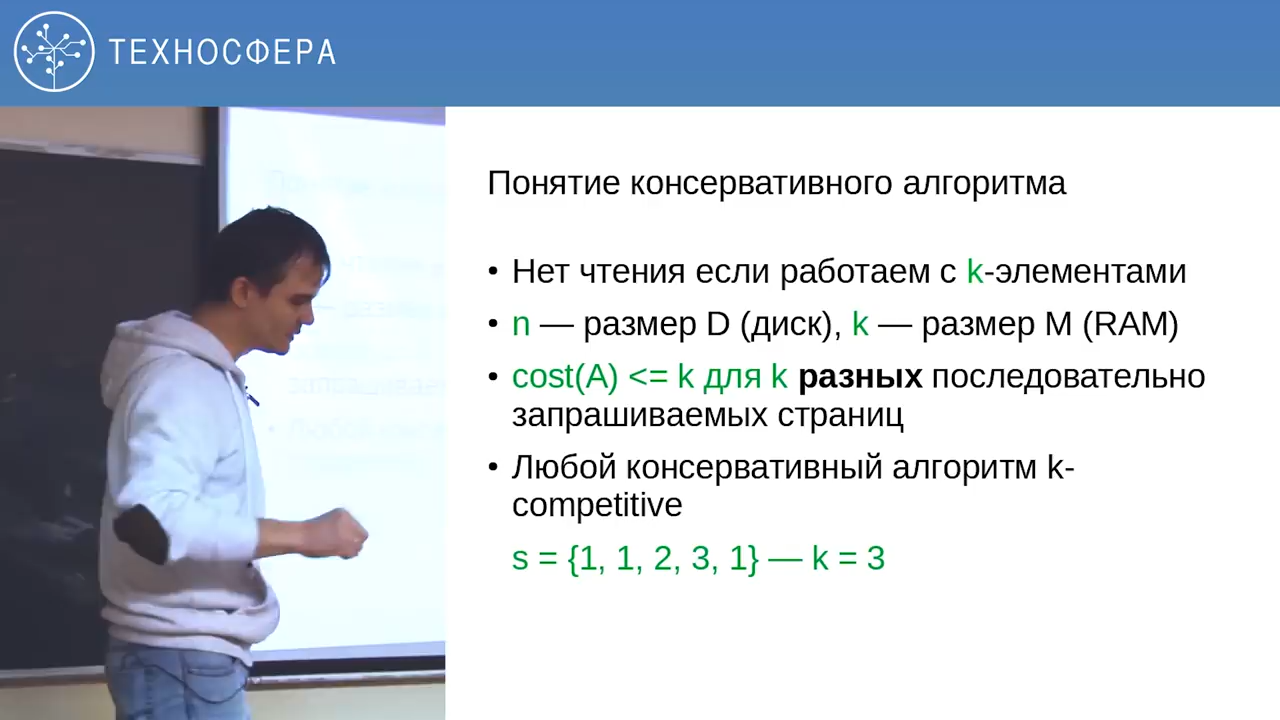 ТЕХНОСФЕРА
Понятие консервативного алгоритма
• Нет чтения если работаем с k-элементами
• n — размер D (диск), k — размер M (RAM)
• cost(A) <= k для k разных последовательно
запрашиваемых страниц
• Любой консервативный алгоритм k-
competitive
s = {1, 1, 2, 3, 1} — k = 3